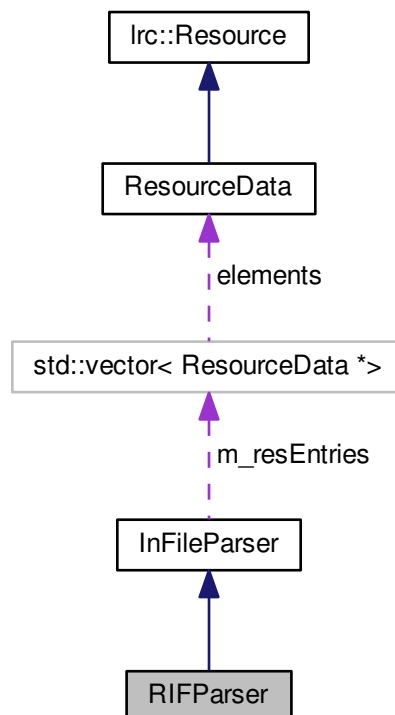 lrc::Resource
ResourceData
elements
std::vector< ResourceData *>
m_resEntries
InFileParser
RIFParser